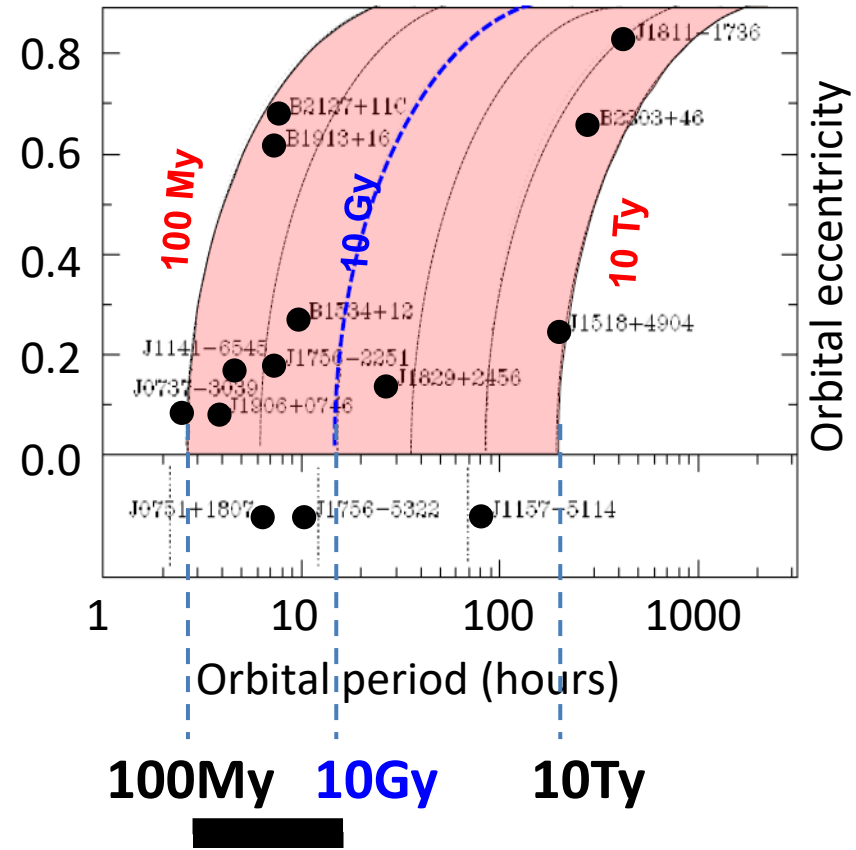 0.8
0.6
0.4
0.2
0.0
J1811-1736
B2127+11C
B2303+46
B1913+16
100 My
10 Gy
10 Ty
B1534+12
J1518+4904
J1141-6545
J1756-2251
J1829+2456
J0737-3039
J1906+0746
J0751+1807
J1756-5322
J1157-5114
Orbital eccentricity
1
10
100
1000
Orbital period (hours)
100My
10Gy
10Ty